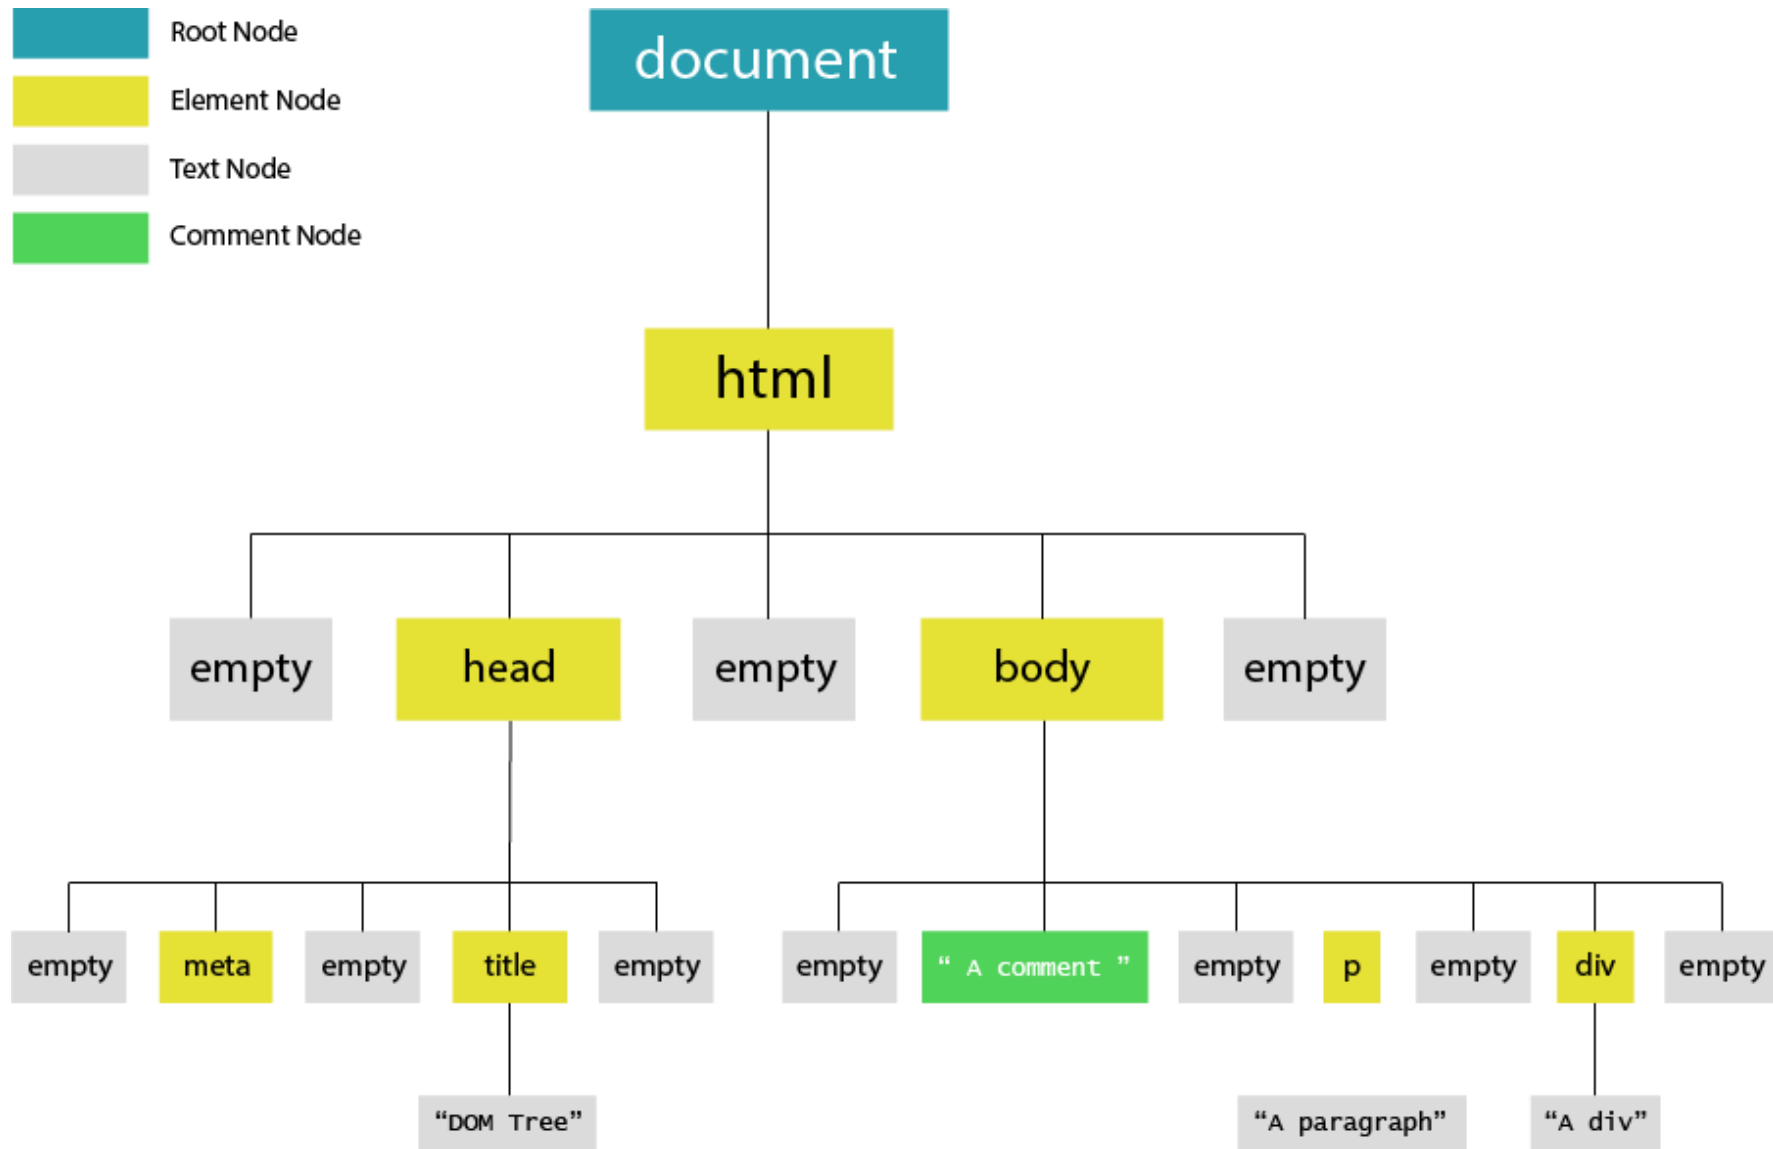 Root Node
document
Element Node
Text Node
Comment Node
html
empty head empty body empty
empty meta empty title empty empty “ A comment ” empty p empty div empty
“DOM Tree” “A paragraph” “A div”